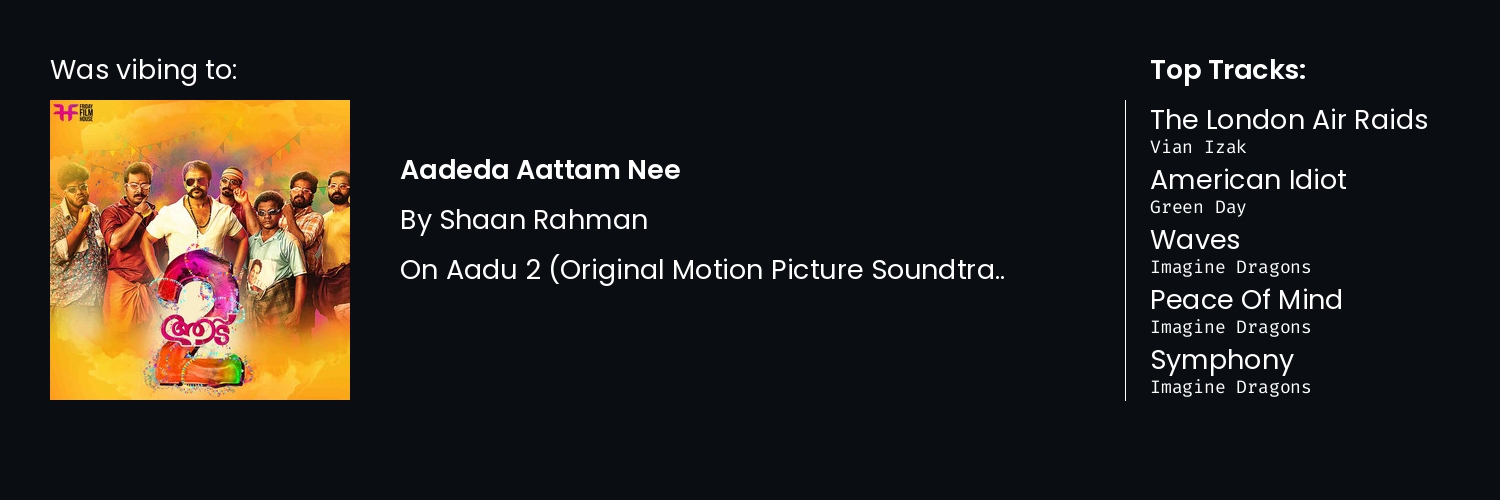 Was vibing to:
FRIDAY
FILM
HOUSE
ആട്
2
Aadeda Aattam Nee
By Shaan Rahman
On Aadu 2 (Original Motion Picture Soundtra..
Top Tracks:
The London Air Raids
Vian Izak
American Idiot
Green Day
Waves
Imagine Dragons
Peace Of Mind
Imagine Dragons
Symphony
Imagine Dragons